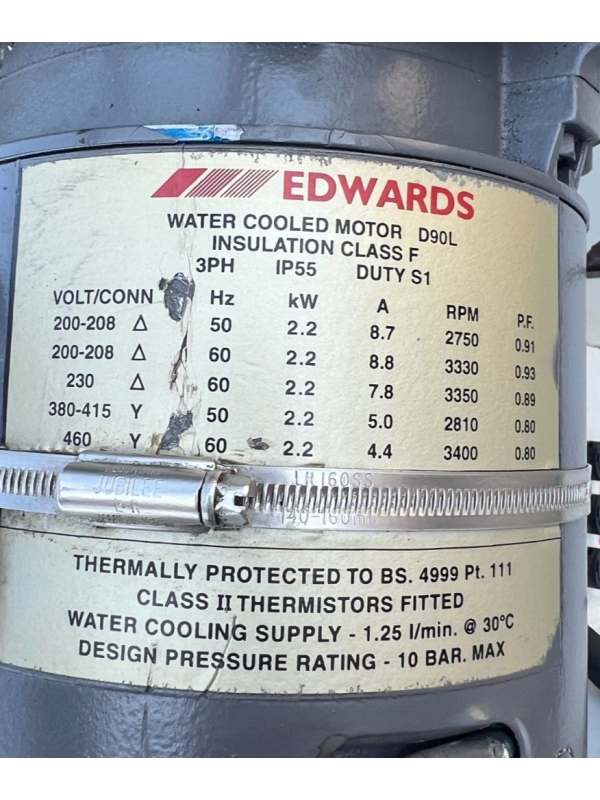 EDWARDS
WATER COOLED MOTOR D90L
INSULATION CLASS F
3PH IP55 DUTY S1
VOLT/CONN Hz kW A RPM P.F.
200-208 Δ 50 2.2 8.7 2750 0.91
200-208 Δ 60 2.2 8.8 3330 0.93
230 Δ 60 2.2 7.8 3350 0.89
380-415 Y 50 2.2 5.0 2810 0.80
460 Y 60 2.2 4.4 3400 0.80
JUBILEE
160SS
140-160mm
THERMALLY PROTECTED TO BS. 4999 Pt. 111
CLASS II THERMISTORS FITTED
WATER COOLING SUPPLY - 1.25 l/min. @ 30°C
DESIGN PRESSURE RATING - 10 BAR. MAX